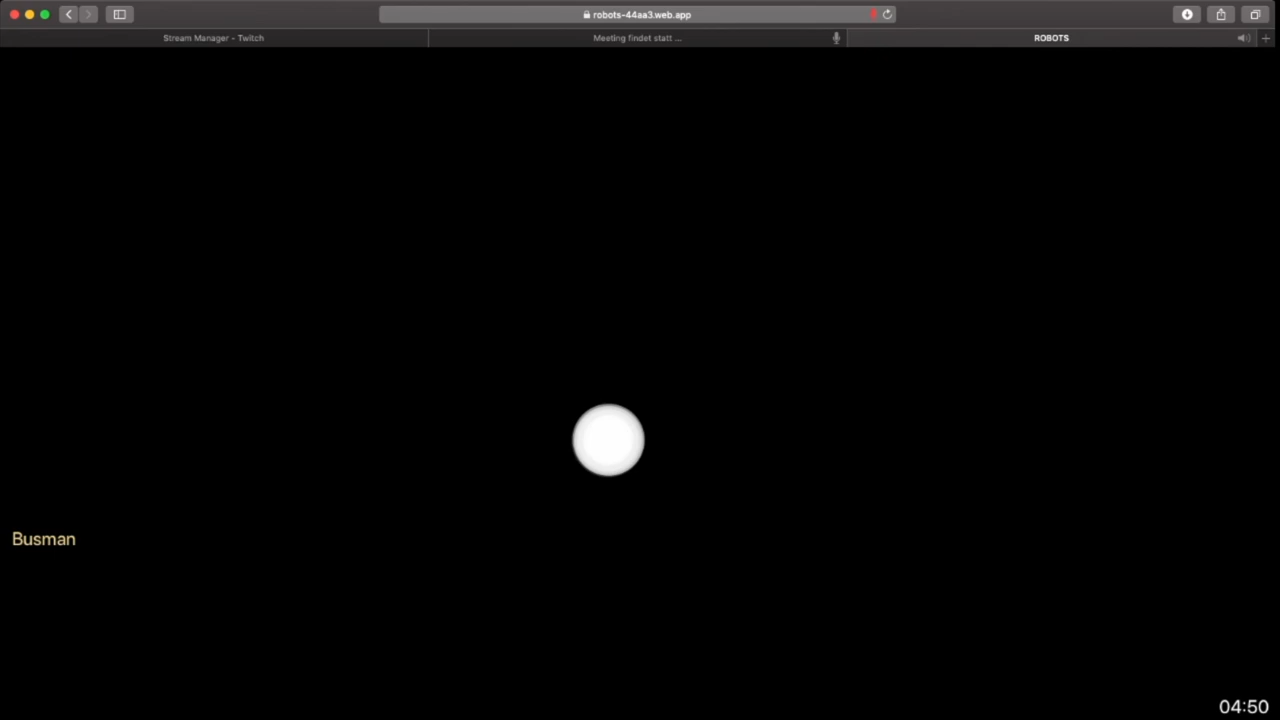 robots-44aa3.web.app
Stream Manager - Twitch
Meeting findet statt ...
ROBOTS
Busman
04:50